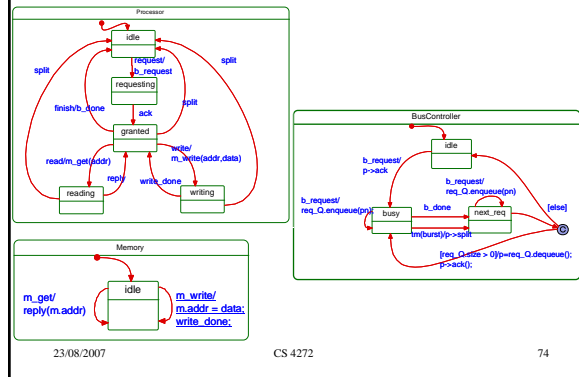 Processor
idle
request/
b_request
split
split
requesting
finish/b_done
split
ack
granted
read/m_get(addr)
write/
m_write(addr,data)
reply
write_done
reading
writing
BusController
idle
b_request/
p->ack
b_request/
req_Q.enqueue(pn)
b_request/
req_Q.enqueue(pn);
b_done
[else]
busy
next_req
tm(burst)/p->split
C
[req_Q.size > 0]/p=req_Q.dequeue();
p->ack();
Memory
idle
m_get/
reply(m.addr)
m_write/
m.addr = data;
write_done;
23/08/2007
CS 4272
74